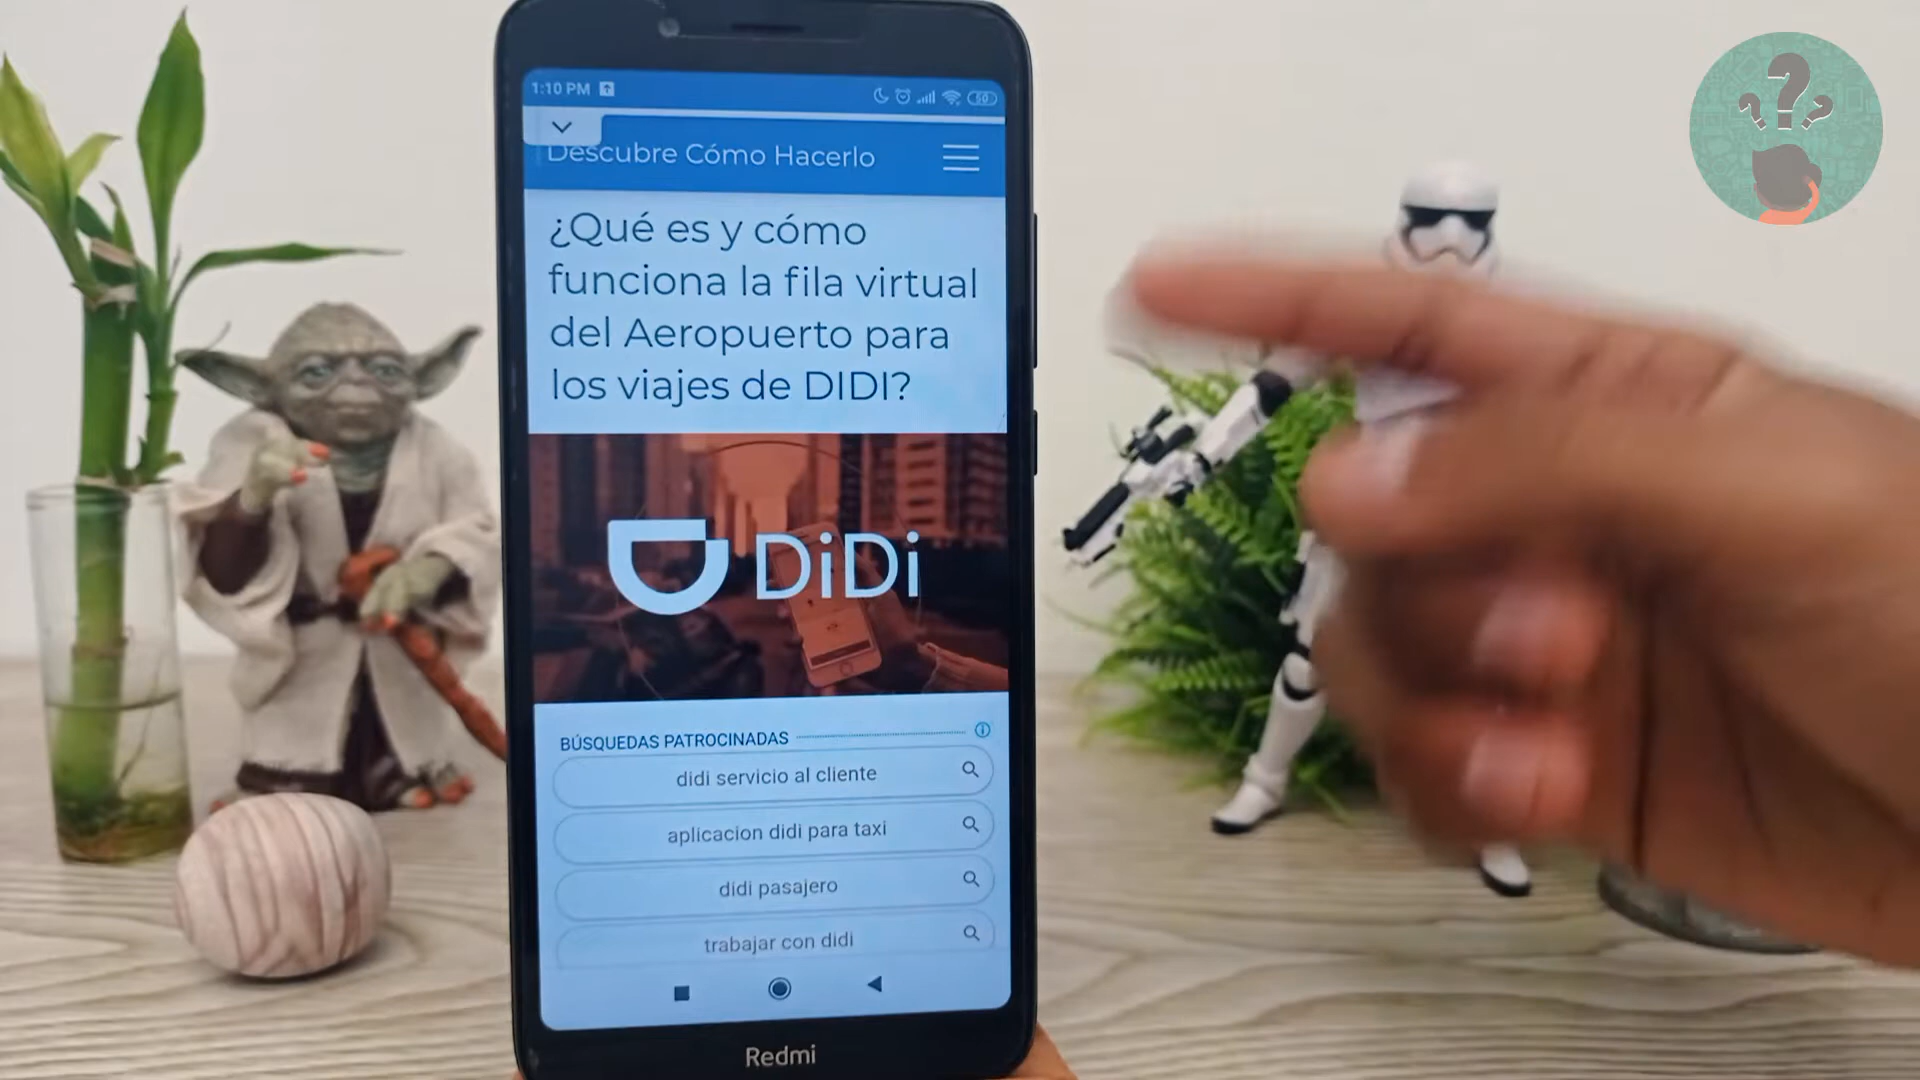 1:10 PM
50
Descubre Cómo Hacerlo
¿Qué es y cómo
funciona la fila virtual
del Aeropuerto para
los viajes de DIDI?
DiDi
BÚSQUEDAS PATROCINADAS
didi servicio al cliente
aplicacion didi para taxi
didi pasajero
trabajar con didi
Redmi